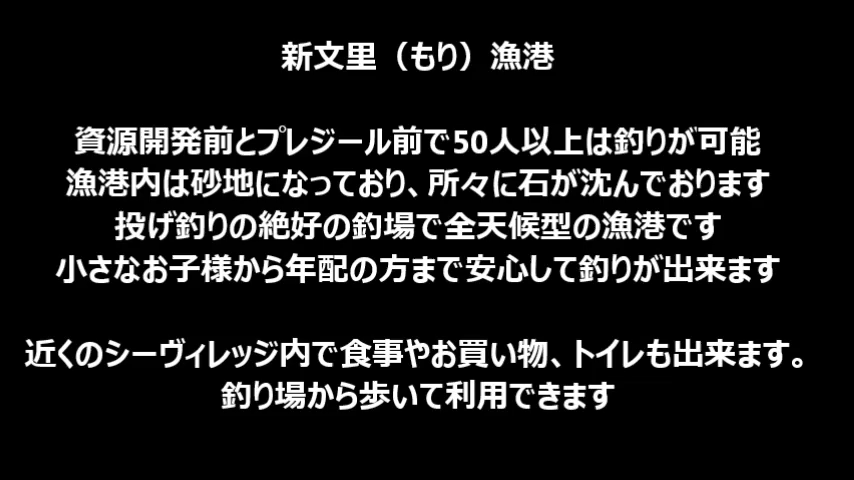 新文里（もり）漁港
資源開発前とプレジール前で50人以上は釣りが可能
漁港内は砂地になっており、所々に石が沈んでおります
投げ釣りの絶好の釣場で全天候型の漁港です
小さなお子様から年配の方まで安心して釣りが出来ます
近くのシーヴィレッジ内で食事やお買い物、トイレも出来ます。
釣り場から歩いて利用できます